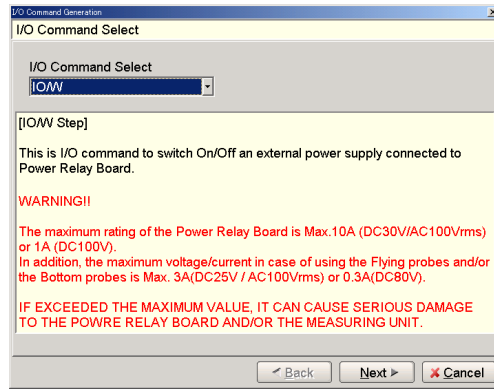 I/O Command Generation
I/O Command Select
I/O Command Select
IO/W
[IO/W Step]
This is I/O command to switch On/Off an external power supply connected to
Power Relay Board.
WARNING!!
The maximum rating of the Power Relay Board is Max.10A (DC30V/AC100Vrms)
or 1A (DC100V).
In addition, the maximum voltage/current in case of using the Flying probes and/or
the Bottom probes is Max. 3A(DC25V / AC100Vrms) or 0.3A(DC80V).
IF EXCEEDED THE MAXIMUM VALUE, IT CAN CAUSE SERIOUS DAMAGE
TO THE POWRE RELAY BOARD AND/OR THE MEASURING UNIT.
Back Next Cancel